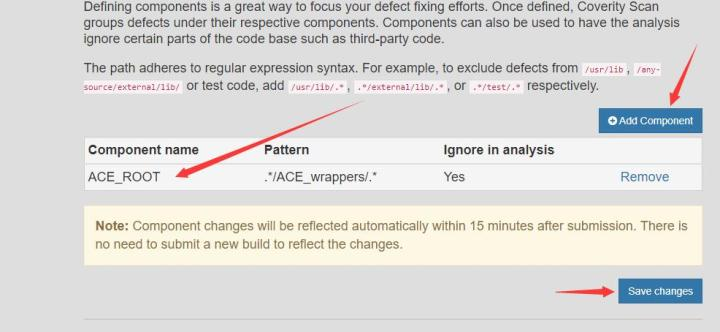 Defining components is a great way to focus your defect fixing efforts. Once defined, Coverity Scan
groups defects under their respective components. Components can also be used to have the analysis
ignore certain parts of the code base such as third-party code.
The path adheres to regular expression syntax. For example, to exclude defects from /usr/lib , /any-
source/external/lib/ or test code, add /usr/lib/.* , .*/external/lib/.* , or .*/test/.* respectively.
Add Component
Component name Pattern Ignore in analysis
ACE_ROOT .*/ACE_wrappers/.* Yes Remove
Note: Component changes will be reflected automatically within 15 minutes after submission. There is
no need to submit a new build to reflect the changes.
Save changes